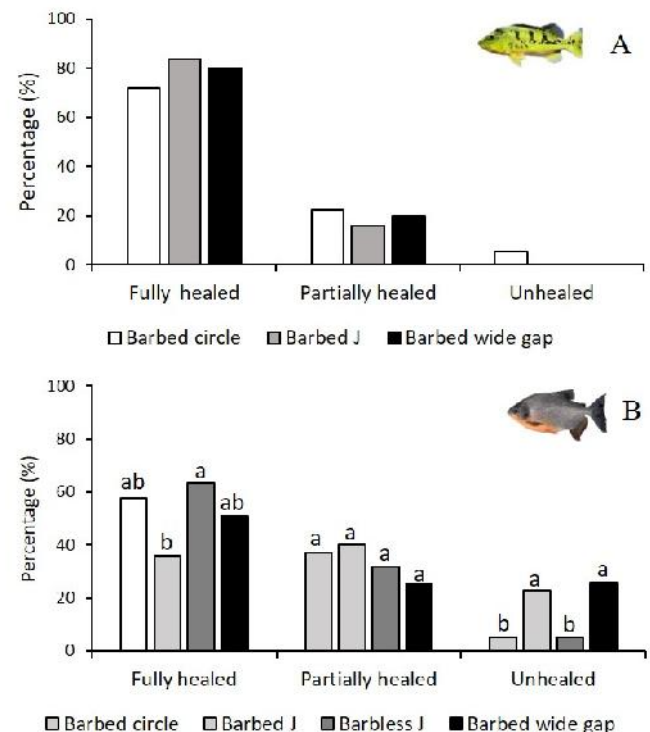 100
A
80
Percentage (%)
60
40
20
0
Fully healed Partially healed Unhealed
Barbed circle Barbed J Barbed wide gap
100
B
80
Percentage (%)
60
ab b a ab
40
a a a a
20
b a b a
0
Fully healed Partially healed Unhealed
Barbed circle Barbed J Barbless J Barbed wide gap